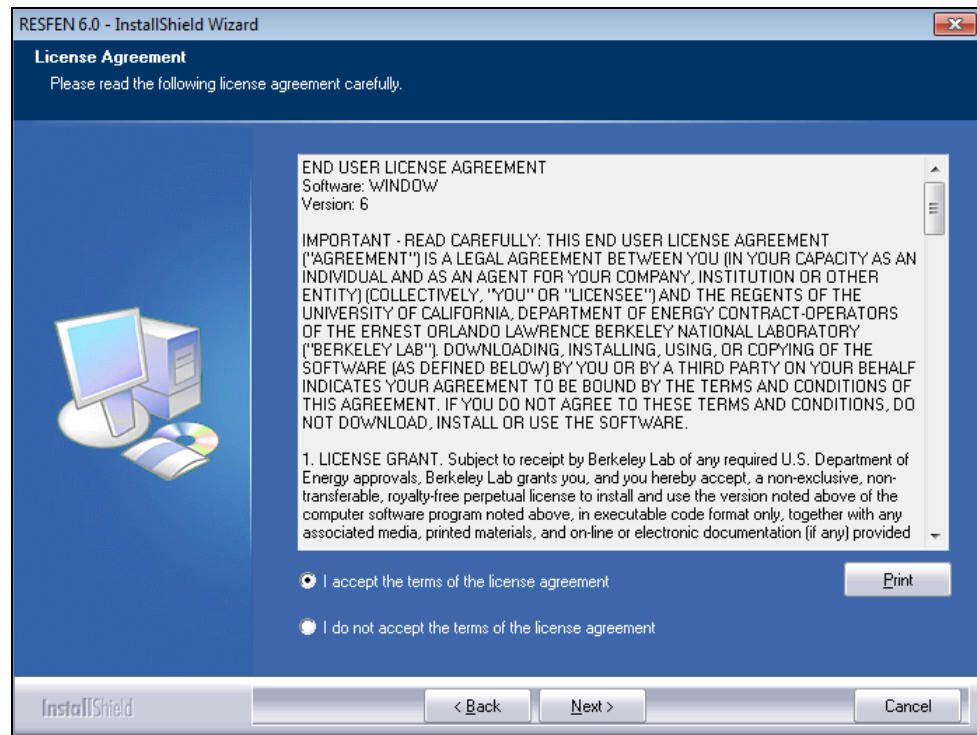 RESFEN 6.0 - InstallShield Wizard
License Agreement
Please read the following license agreement carefully.
END USER LICENSE AGREEMENT
Software: WINDOW
Version: 6
IMPORTANT - READ CAREFULLY: THIS END USER LICENSE AGREEMENT
("AGREEMENT") IS A LEGAL AGREEMENT BETWEEN YOU (IN YOUR CAPACITY AS AN
INDIVIDUAL AND AS AN AGENT FOR YOUR COMPANY, INSTITUTION OR OTHER
ENTITY) (COLLECTIVELY, "YOU" OR "LICENSEE") AND THE REGENTS OF THE
UNIVERSITY OF CALIFORNIA, DEPARTMENT OF ENERGY CONTRACT-OPERATORS
OF THE ERNEST ORLANDO LAWRENCE BERKELEY NATIONAL LABORATORY
("BERKELEY LAB"). DOWNLOADING, INSTALLING, USING, OR COPYING OF THE
SOFTWARE (AS DEFINED BELOW) BY YOU OR BY A THIRD PARTY ON YOUR BEHALF
INDICATES YOUR AGREEMENT TO BE BOUND BY THE TERMS AND CONDITIONS OF
THIS AGREEMENT. IF YOU DO NOT AGREE TO THESE TERMS AND CONDITIONS, DO
NOT DOWNLOAD, INSTALL OR USE THE SOFTWARE.
1. LICENSE GRANT. Subject to receipt by Berkeley Lab of any required U.S. Department of
Energy approvals, Berkeley Lab grants you, and you hereby accept, a non-exclusive, non-
transferable, royalty-free perpetual license to install and use the version noted above of the
computer software program noted above, in executable code format only, together with any
associated media, printed materials, and on-line or electronic documentation (if any) provided
I accept the terms of the license agreement
Print
I do not accept the terms of the license agreement
InstallShield
< Back
Next >
Cancel